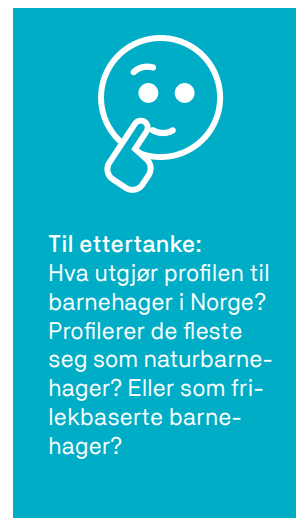 Til ettertanke:
Hva utgjør profilen til
barnehager i Norge?
Profilerer de fleste
seg som naturbarne-
hager? Eller som fri-
lekbaserte barne-
hager?